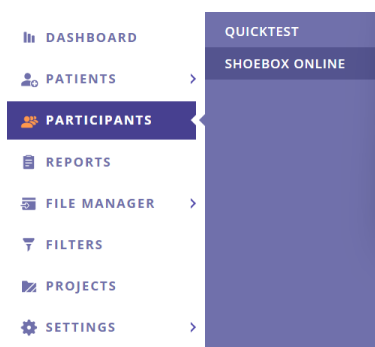 DASHBOARD
PATIENTS
PARTICIPANTS
REPORTS
FILE MANAGER
FILTERS
PROJECTS
SETTINGS
QUICKTEST
SHOEBOX ONLINE